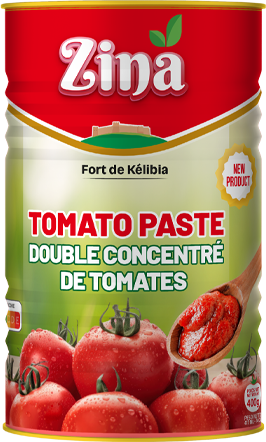 Zina
Fort de Kélibia
NEW
PRODUCT
TOMATO PASTE
DOUBLE CONCENTRÉ
DE TOMATES
400g